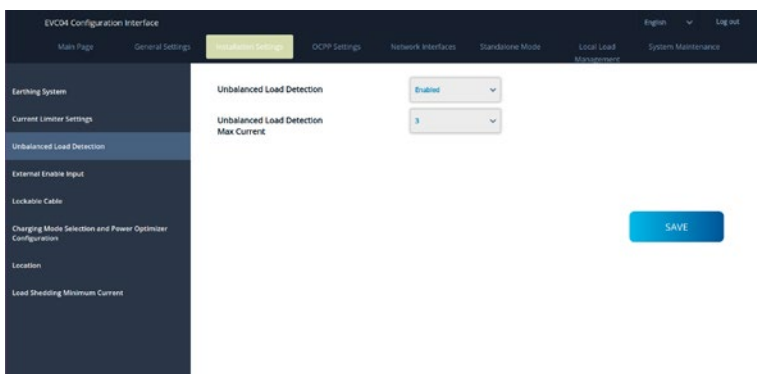 EVC04 Configuration Interface
English
Log out
Main Page
General Settings
Installation Settings
OCPP Settings
Network Interfaces
Standalone Mode
Local Load
Management
System Maintenance
Earthing System
Current Limiter Settings
Unbalanced Load Detection
External Enable Input
Lockable Cable
Charging Mode Selection and Power Optimizer
Configuration
Location
Load Shedding Minimum Current
Unbalanced Load Detection
Enabled
Unbalanced Load Detection
Max Current
3
SAVE